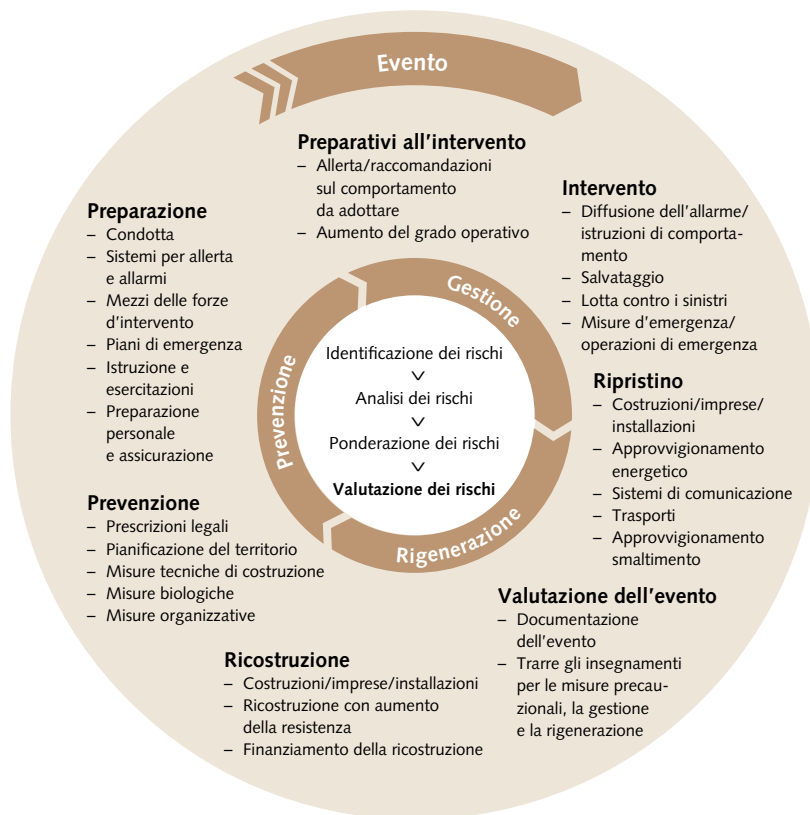 Evento
Preparativi all'intervento
– Allerta/raccomandazioni
sul comportamento
da adottare
– Aumento del grado operativo
Intervento
– Diffusione dell'allarme/
istruzioni di comporta-
mento
– Salvataggio
– Lotta contro i sinistri
– Misure d'emergenza/
operazioni di emergenza
Ripristino
– Costruzioni/imprese/
installazioni
– Approvvigionamento
energetico
– Sistemi di comunicazione
– Trasporti
– Approvvigionamento
smaltimento
Valutazione dell'evento
– Documentazione
dell'evento
– Trarre gli insegnamenti
per le misure precau-
zionali, la gestione
e la rigenerazione
Ricostruzione
– Costruzioni/imprese/installazioni
– Ricostruzione con aumento
della resistenza
– Finanziamento della ricostruzione
Prevenzione
– Prescrizioni legali
– Pianificazione del territorio
– Misure tecniche di costruzione
– Misure biologiche
– Misure organizzative
Preparazione
– Condotta
– Sistemi per allerta
e allarmi
– Mezzi delle forze
d'intervento
– Piani di emergenza
– Istruzione e
esercitazioni
– Preparazione
personale
e assicurazione
Gestione
Rigenerazione
Prevenzione
Identificazione dei rischi
Analisi dei rischi
Ponderazione dei rischi
Valutazione dei rischi